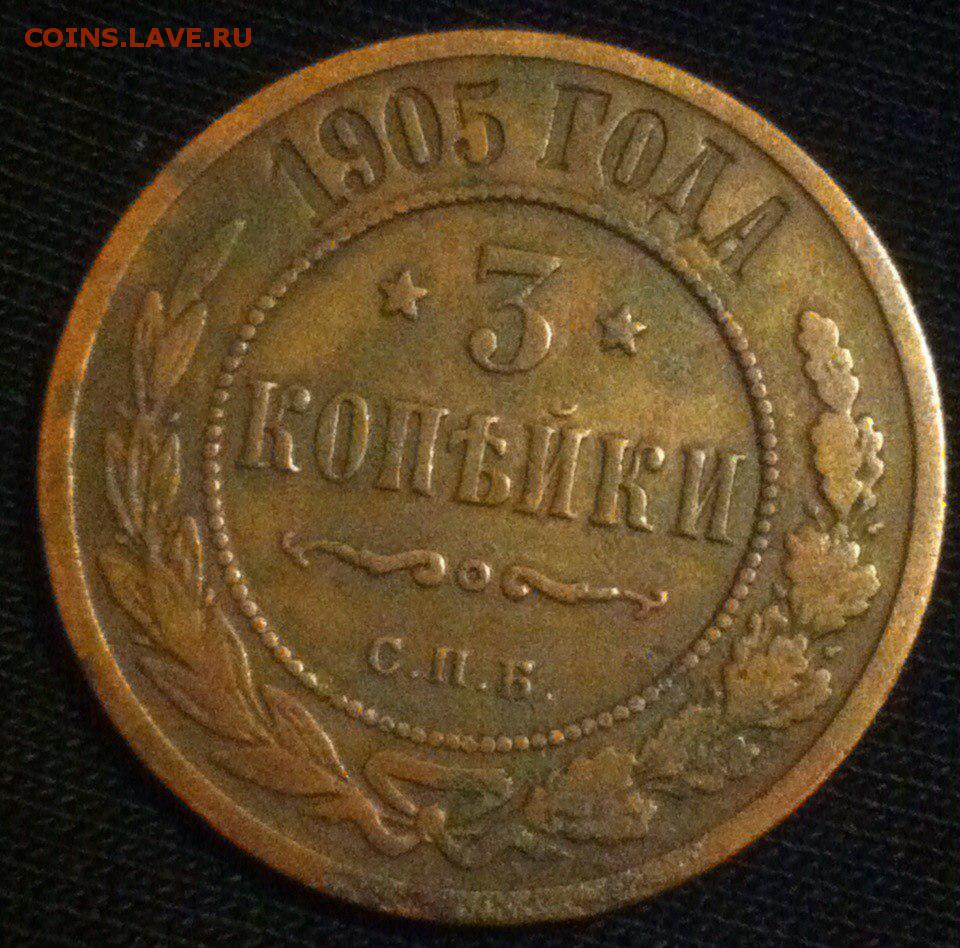 COINS.LAVE.RU
1905 ГОДА
3
КОПѢЙКИ
С.П.Б.